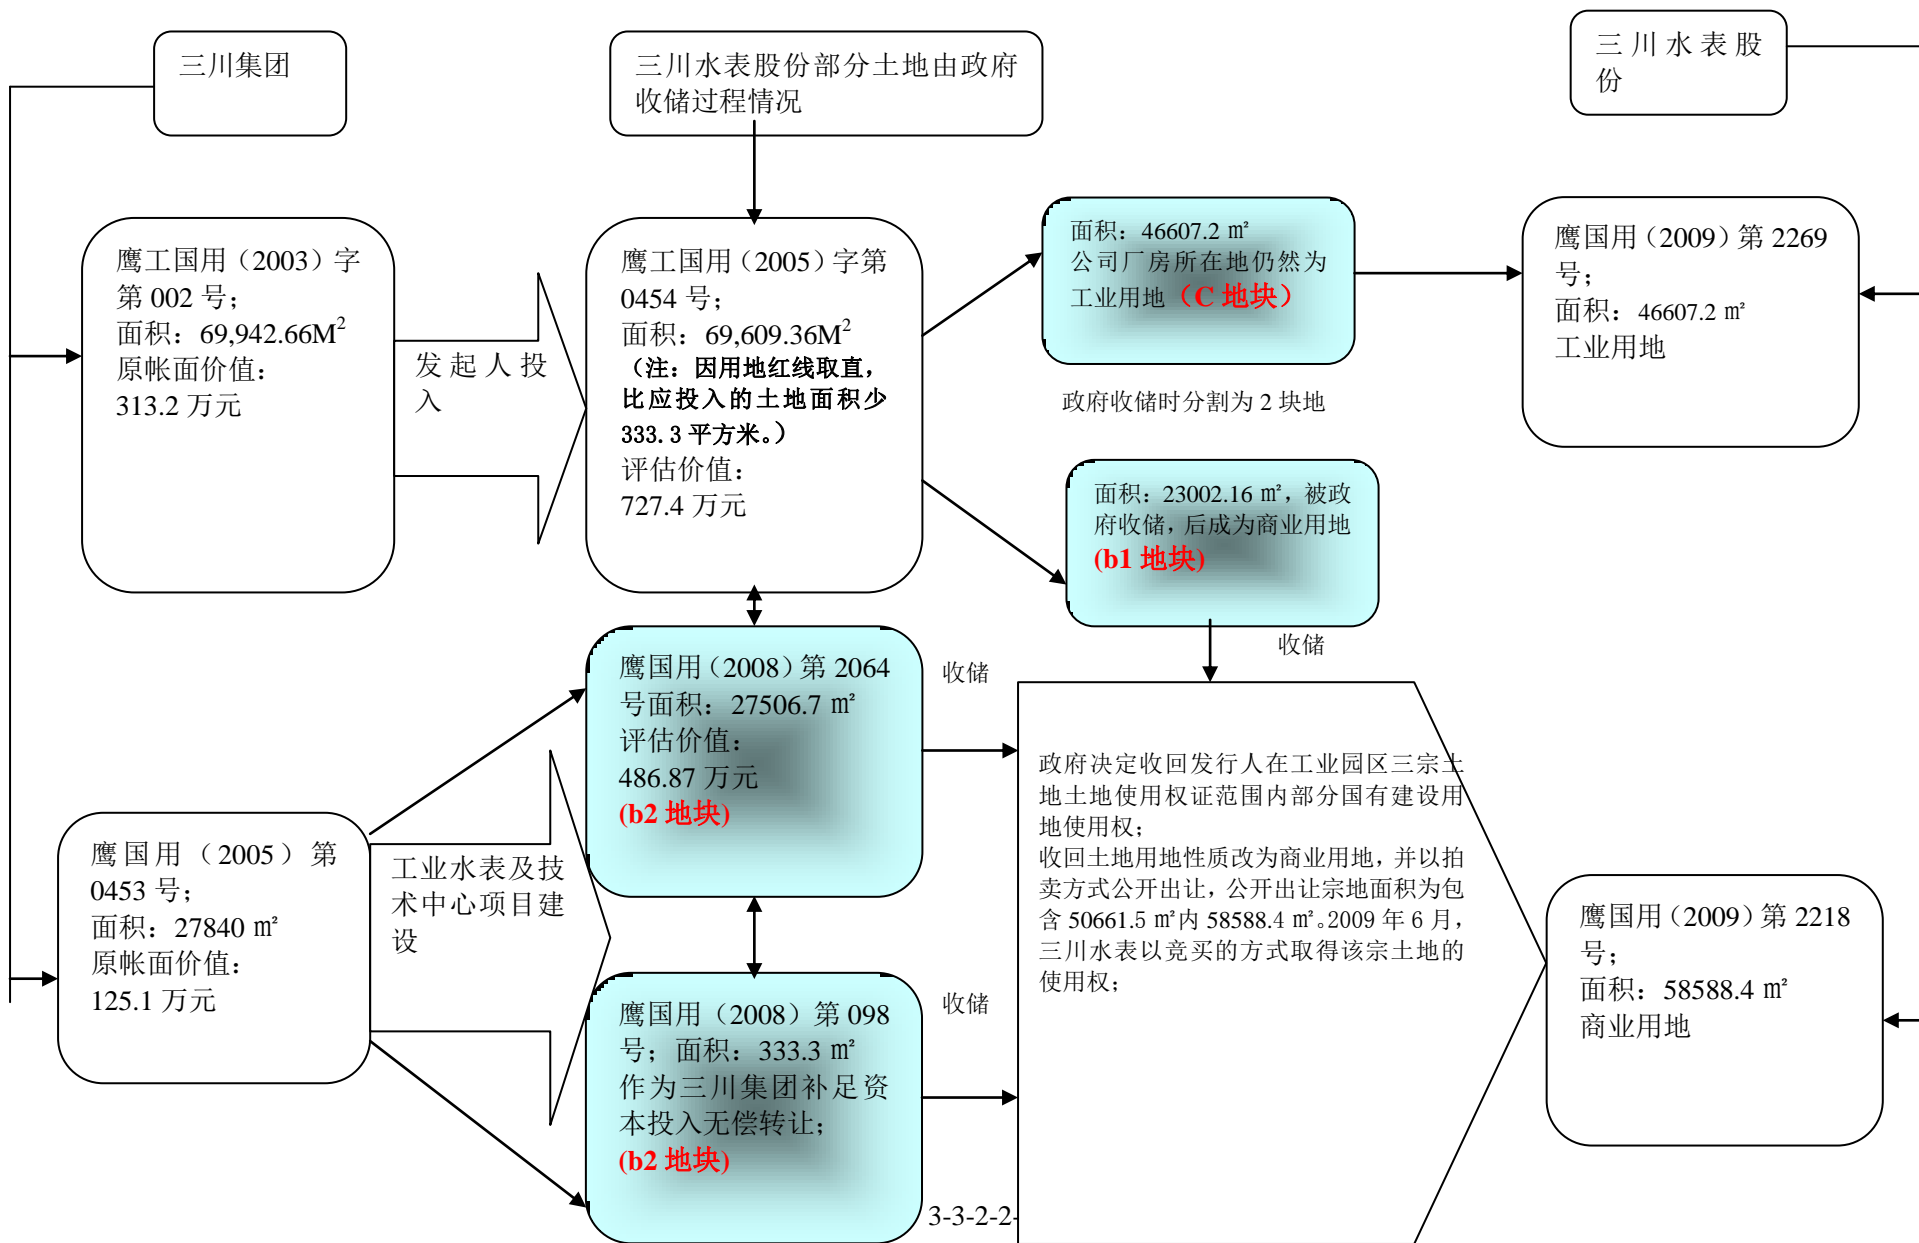 三川集团
三川水表股份部分土地由政府
收储过程情况
三川水表股
份
鹰工国用（2003）字
第 002 号；
面积：69,942.66M²
原帐面价值：
313.2 万元
发起人投
入
鹰工国用（2005）字第
0454 号；
面积：69,609.36M²
（注：因用地红线取直，
比应投入的土地面积少
333.3 平方米。）
评估价值：
727.4 万元
面积：46607.2 ㎡
公司厂房所在地仍然为
工业用地（C 地块）
政府收储时分割为 2 块地
鹰国用（2009）第 2269
号；
面积：46607.2 ㎡
工业用地
面积：23002.16 ㎡，被政
府收储，后成为商业用地
(b1 地块)
收储
鹰国用（2005）第
0453 号；
面积：27840 ㎡
原帐面价值：
125.1 万元
工业水表及技
术中心项目建
设
鹰国用（2008）第 2064
号面积：27506.7 ㎡
评估价值：
486.87 万元
(b2 地块)
收储
鹰国用（2008）第 098
号；面积：333.3 ㎡
作为三川集团补足资
本投入无偿转让；
(b2 地块)
收储
政府决定收回发行人在工业园区三宗土
地土地使用权证范围内部分国有建设用
地使用权；
收回土地用地性质改为商业用地，并以拍
卖方式公开出让，公开出让宗地面积为包
含 50661.5 ㎡内 58588.4 ㎡。2009 年 6 月，
三川水表以竞买的方式取得该宗土地的
使用权；
鹰国用（2009）第 2218
号；
面积：58588.4 ㎡
商业用地
3-3-2-2-